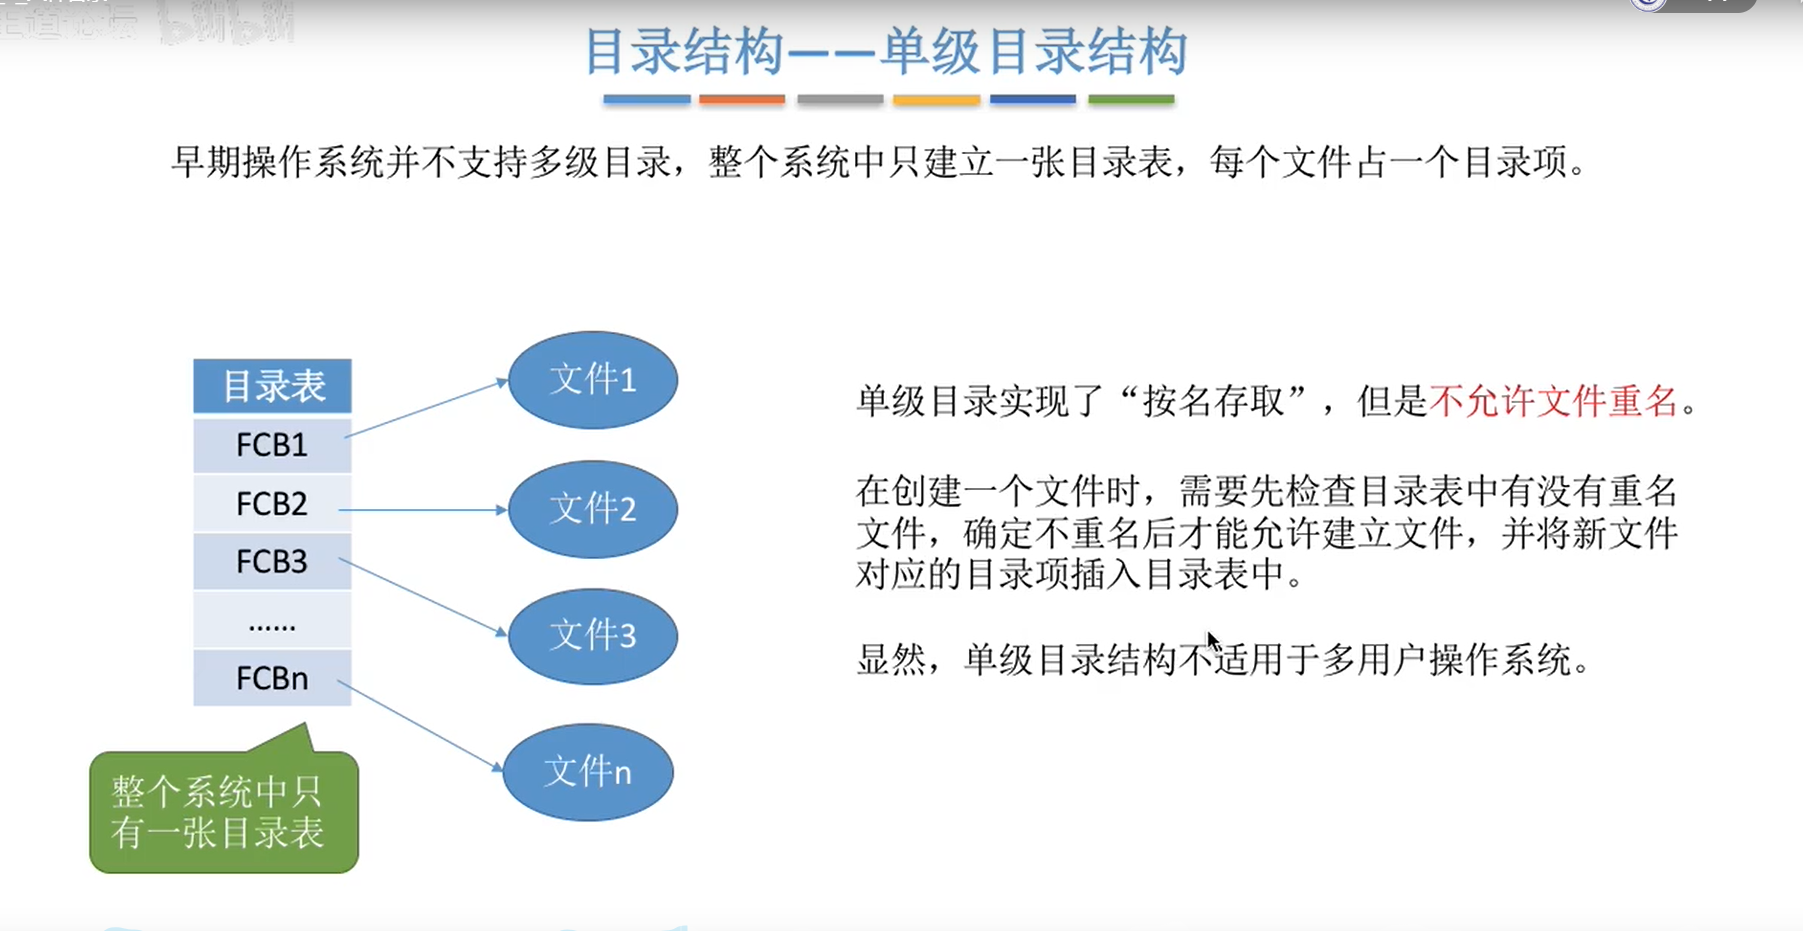 王道论坛
bilibili
目录结构——单级目录结构
早期操作系统并不支持多级目录，整个系统中只建立一张目录表，每个文件占一个目录项。
目录表
FCB1
FCB2
FCB3
……
FCBn
文件1
文件2
文件3
文件n
整个系统中只
有一张目录表
单级目录实现了“按名存取”，但是不允许文件重名。
在创建一个文件时，需要先检查目录表中有没有重名
文件，确定不重名后才能允许建立文件，并将新文件
对应的目录项插入目录表中。
显然，单级目录结构不适用于多用户操作系统。